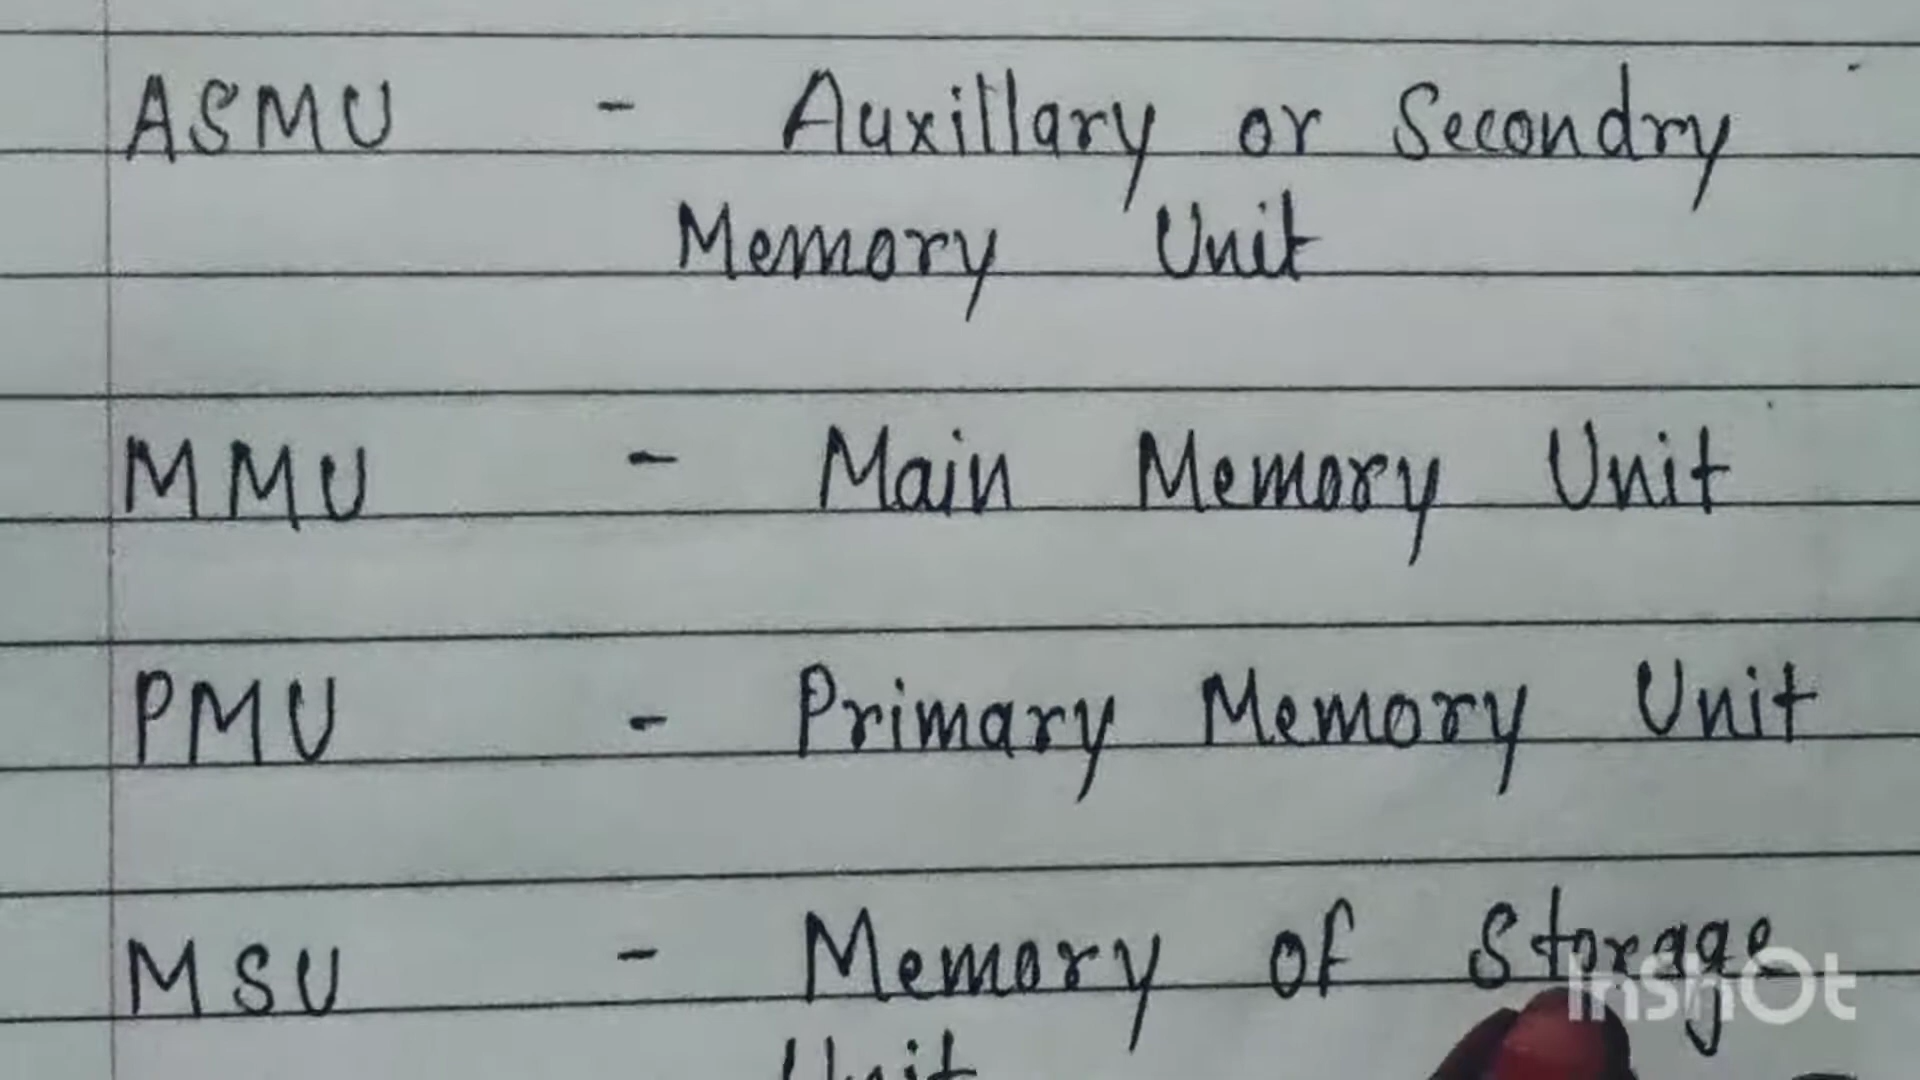 ASMU - Auxillary or Secondry
Memory Unit
MMU - Main Memory Unit
PMU - Primary Memory Unit
MSU - Memory of Storage
Unit
InShOt